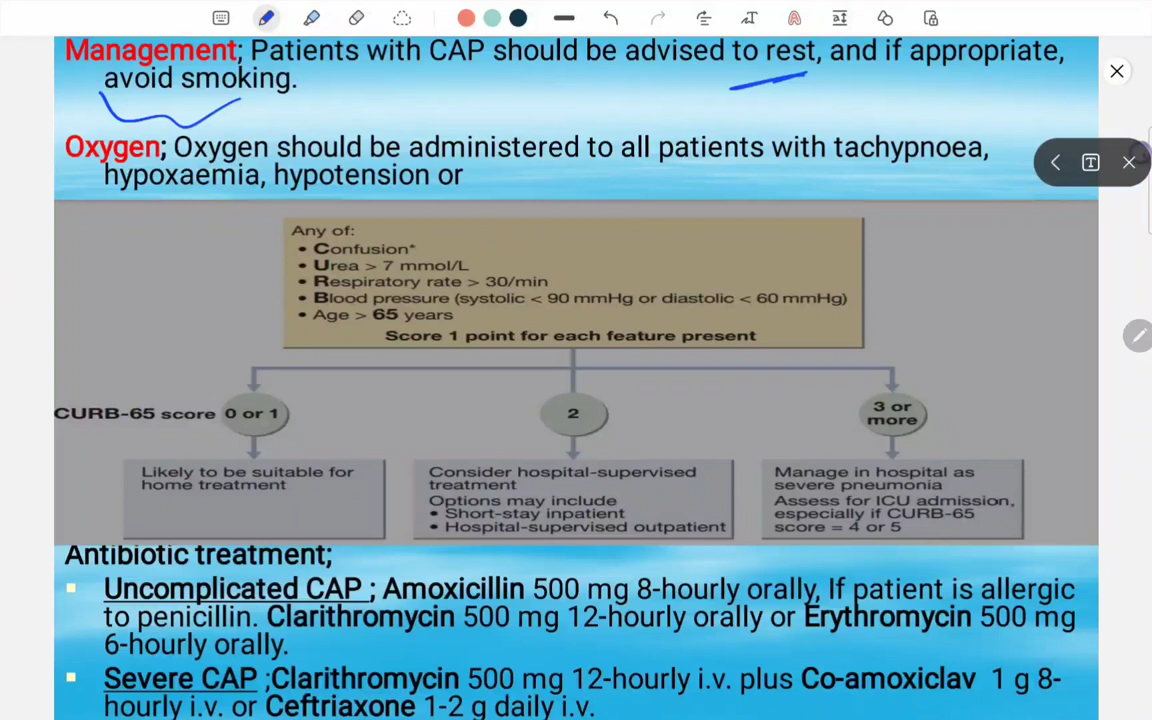 Management; Patients with CAP should be advised to rest, and if appropriate,
avoid smoking.
Oxygen; Oxygen should be administered to all patients with tachypnoea,
hypoxaemia, hypotension or
Any of:
• Confusion*
• Urea > 7 mmol/L
• Respiratory rate > 30/min
• Blood pressure (systolic < 90 mmHg or diastolic < 60 mmHg)
• Age > 65 years
Score 1 point for each feature present
CURB-65 score 0 or 1
2
3 or
more
Likely to be suitable for
home treatment
Consider hospital-supervised
treatment
Options may include
• Short-stay inpatient
• Hospital-supervised outpatient
Manage in hospital as
severe pneumonia
Assess for ICU admission,
especially if CURB-65
score = 4 or 5
Antibiotic treatment;
Uncomplicated CAP ; Amoxicillin 500 mg 8-hourly orally, If patient is allergic
to penicillin. Clarithromycin 500 mg 12-hourly orally or Erythromycin 500 mg
6-hourly orally.
Severe CAP ;Clarithromycin 500 mg 12-hourly i.v. plus Co-amoxiclav 1 g 8-
hourly i.v. or Ceftriaxone 1-2 g daily i.v.